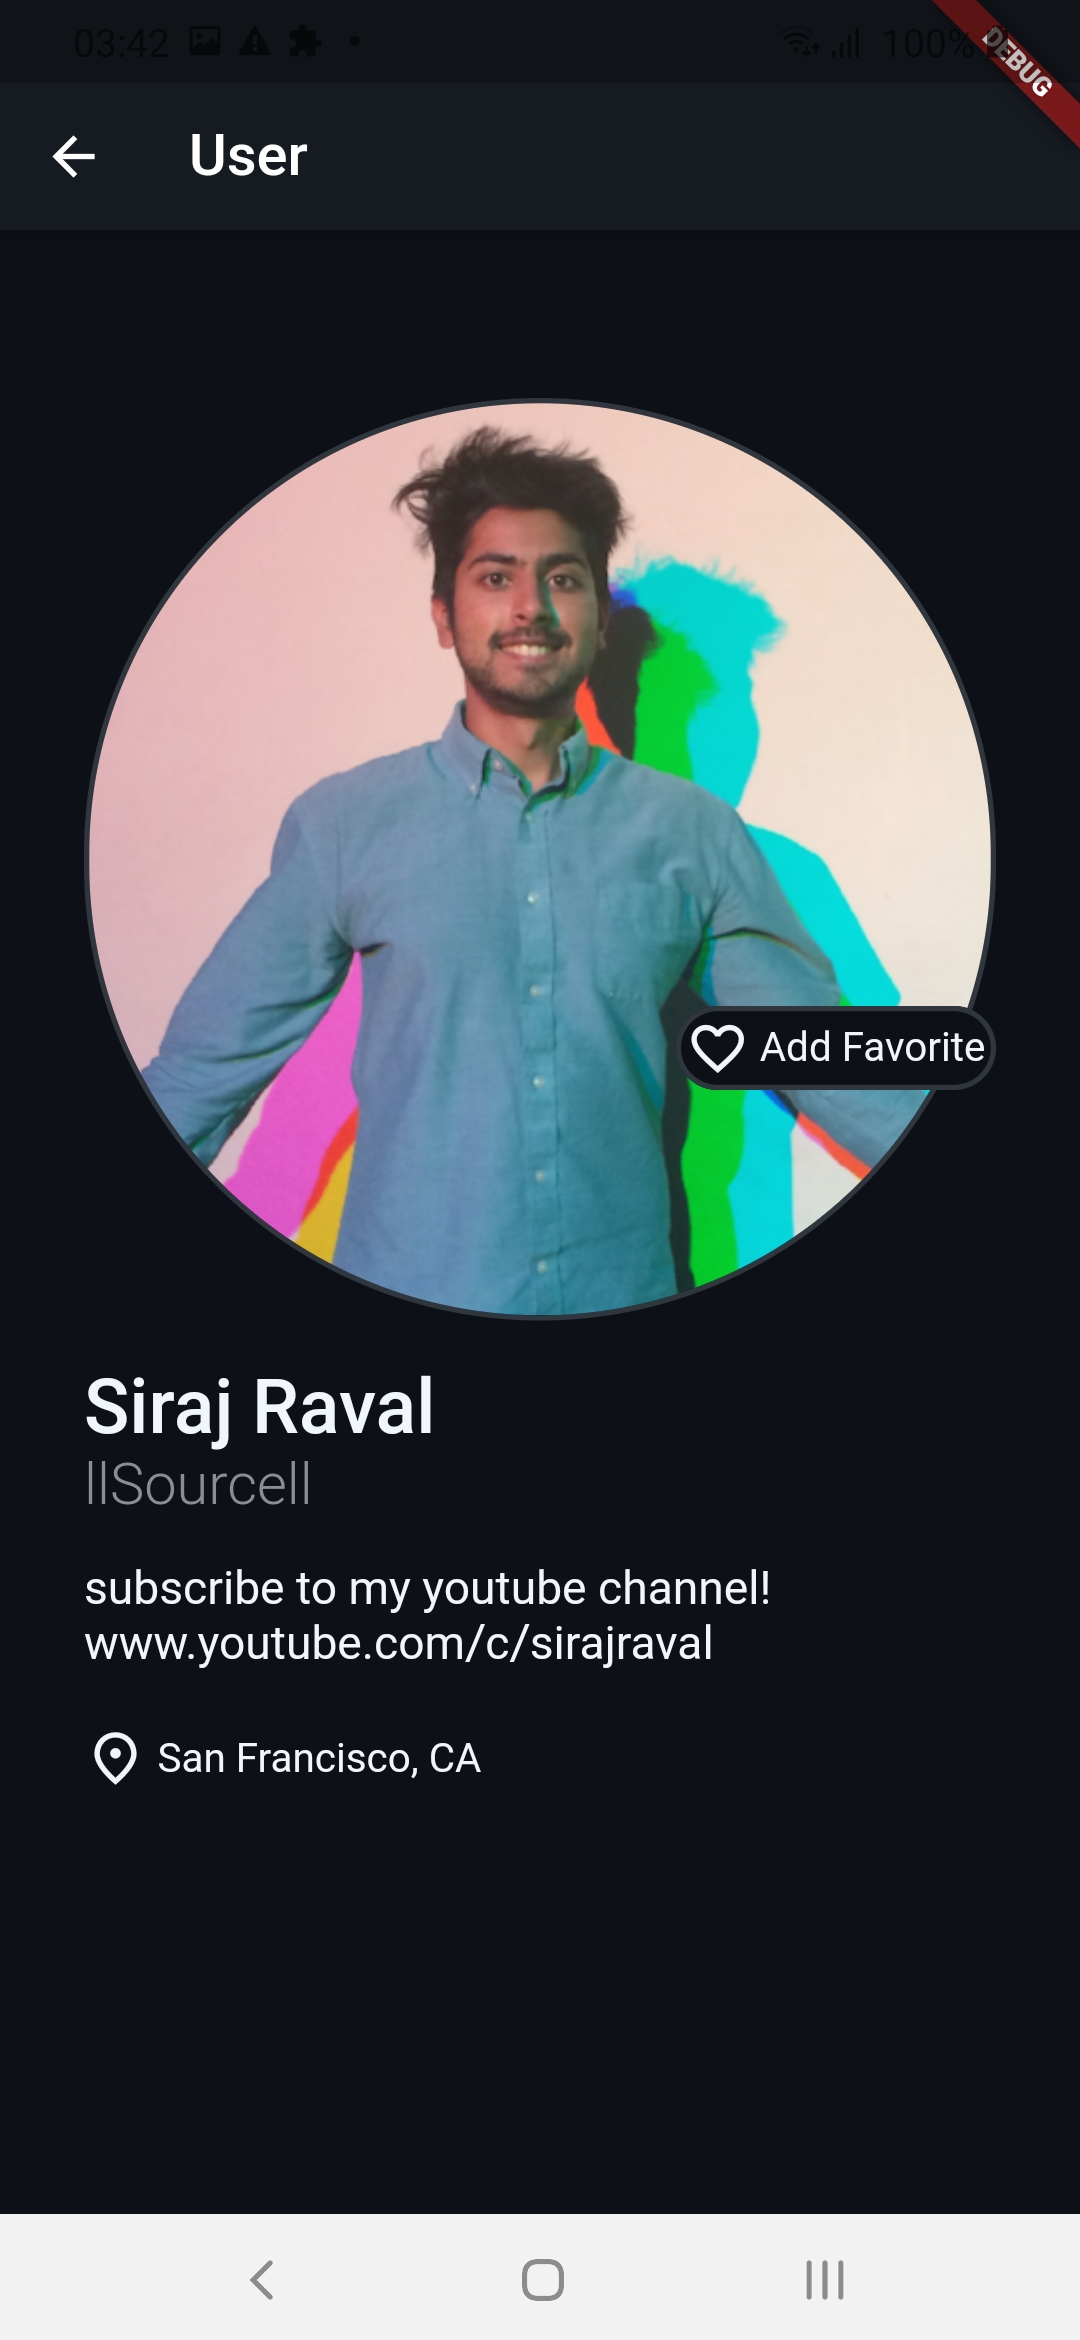 03:42
100%
DEBUG
User
Add Favorite
Siraj Raval
llSourcell
subscribe to my youtube channel!
www.youtube.com/c/sirajraval
San Francisco, CA